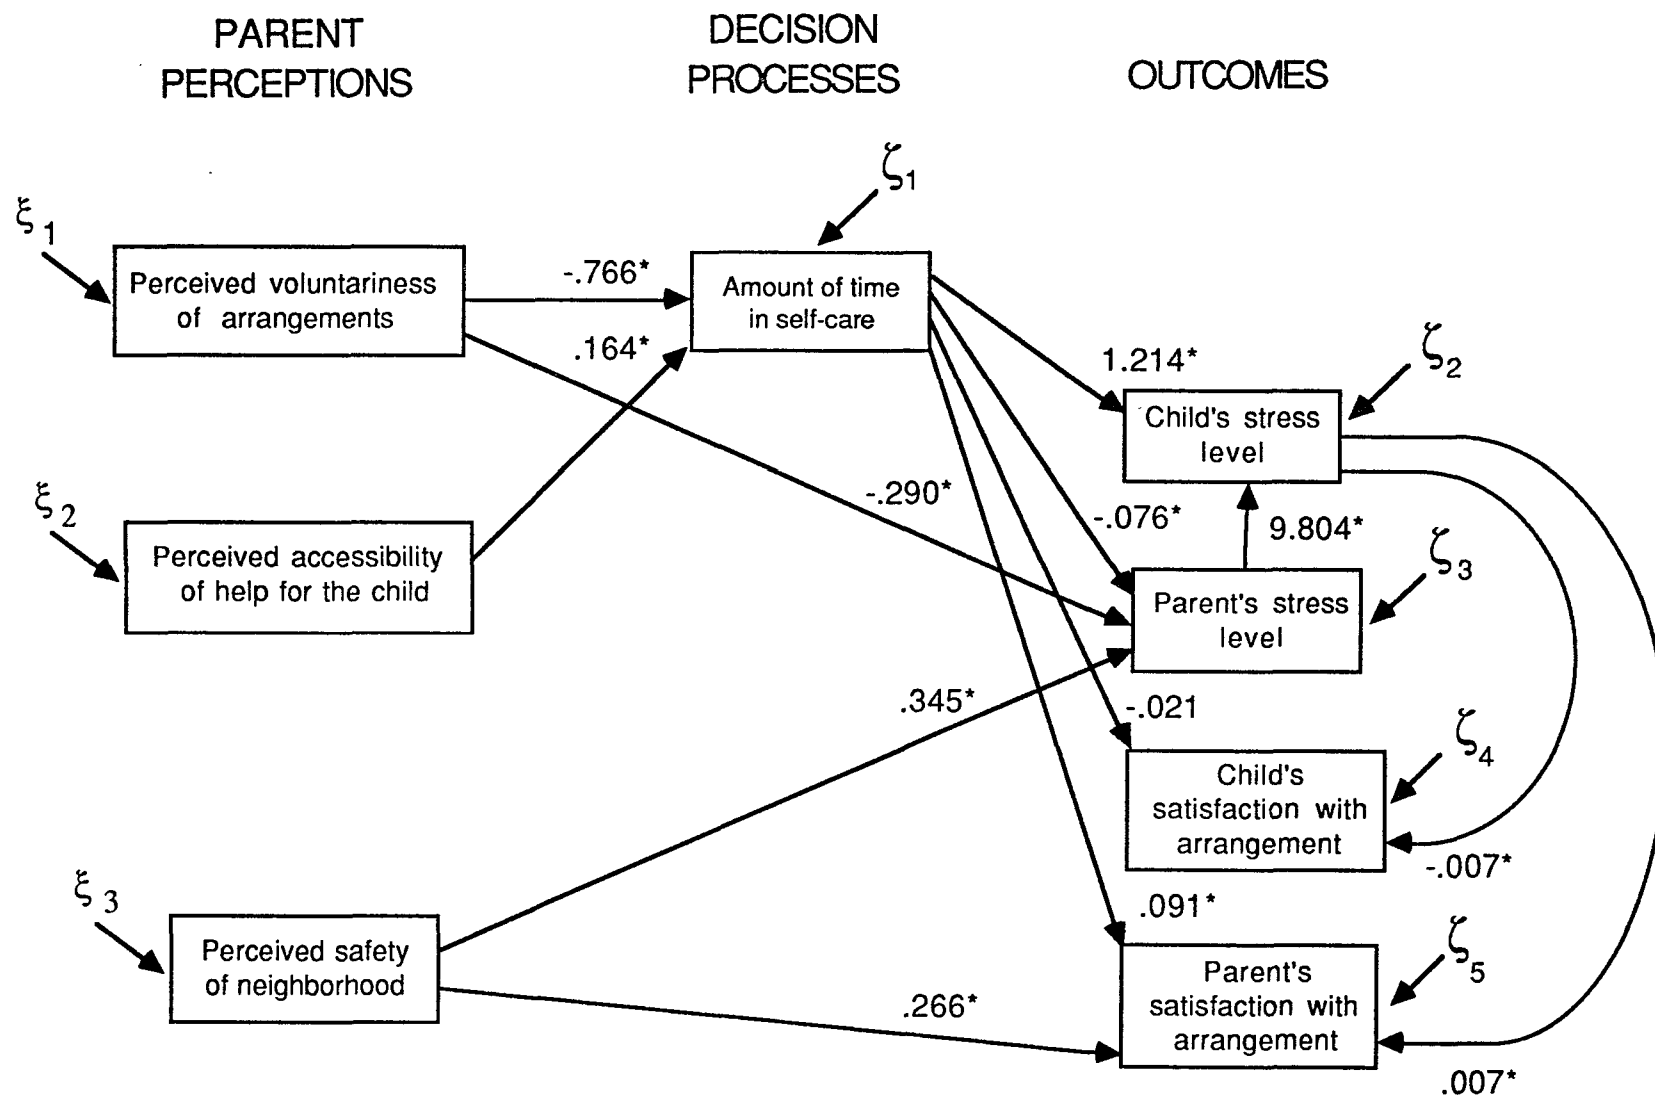 PARENT
PERCEPTIONS
DECISION
PROCESSES
OUTCOMES
ζ1
ξ1
Perceived voluntariness
of arrangements
-.766*
.164*
Amount of time
in self-care
1.214*
ζ2
Child's stress
level
ξ2
Perceived accessibility
of help for the child
-.290*
-.076*
9.804*
ζ3
Parent's stress
level
.345*
-.021
ζ4
Child's
satisfaction with
arrangement
-.007*
ξ3
Perceived safety
of neighborhood
.266*
.091*
ζ5
Parent's
satisfaction with
arrangement
.007*